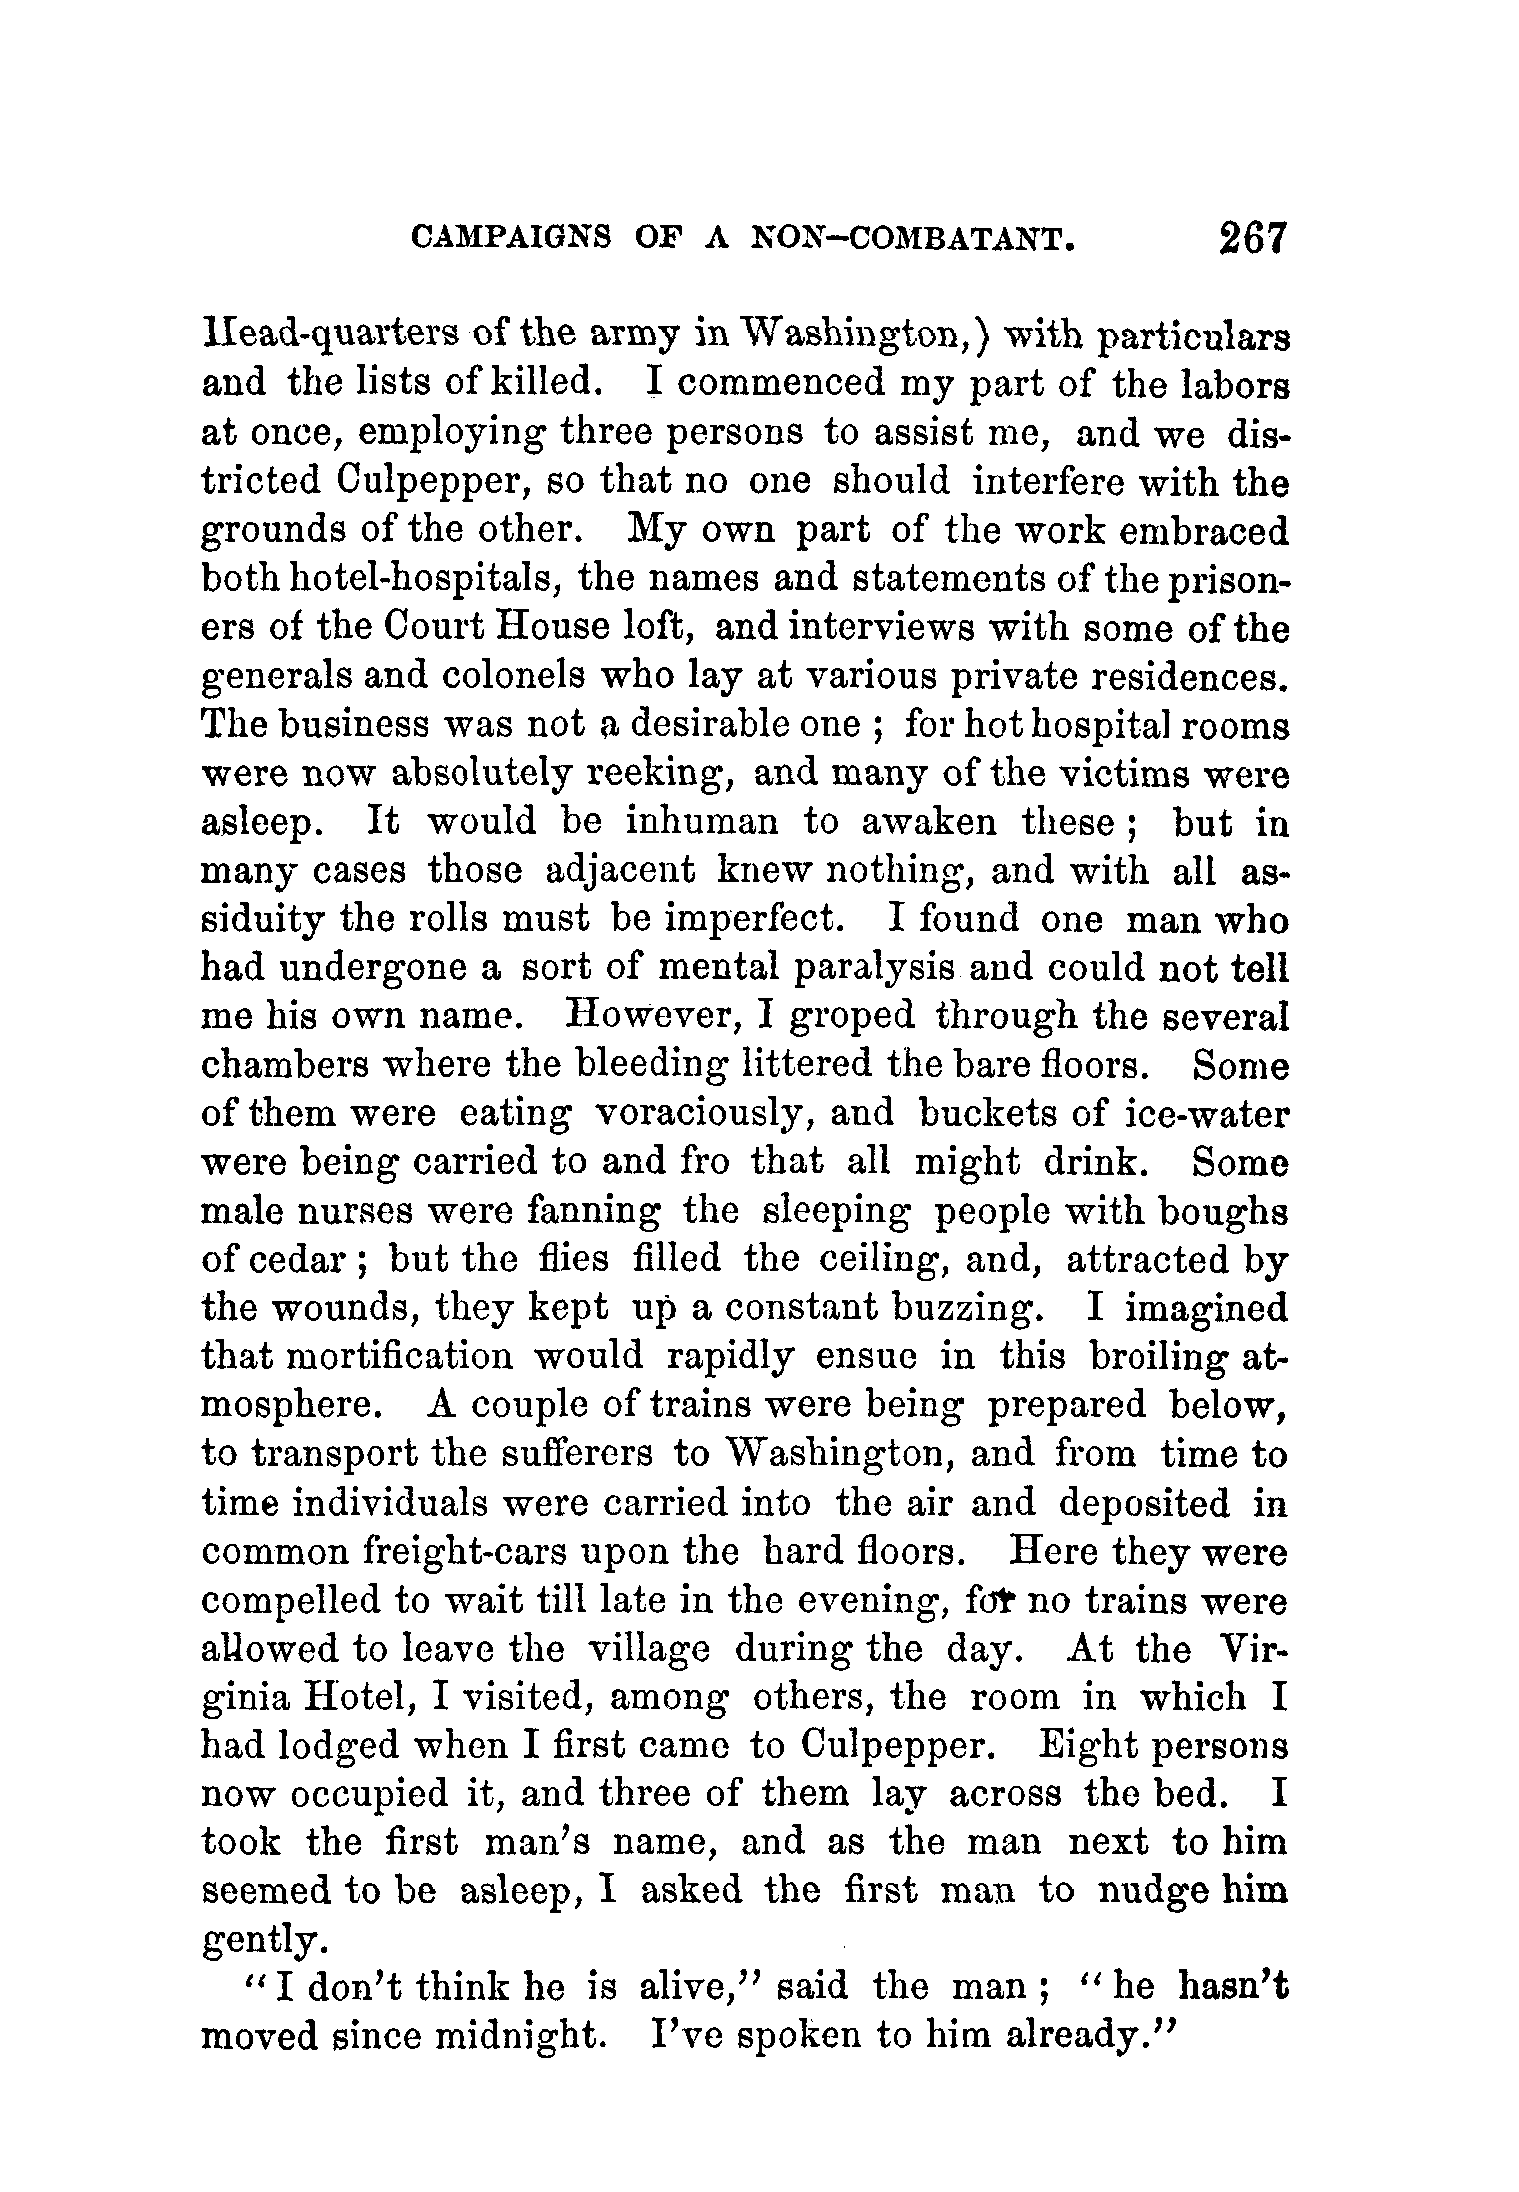 CAMPAIGNS OF A NON-COMBATANT. 267
Head-quarters of the army in Washington,) with particulars
and the lists of killed. I commenced my part of the labors
at once, employing three persons to assist me, and we dis-
tricted Culpepper, so that no one should interfere with the
grounds of the other. My own part of the work embraced
both hotel-hospitals, the names and statements of the prison-
ers of the Court House loft, and interviews with some of the
generals and colonels who lay at various private residences.
The business was not a desirable one ; for hot hospital rooms
were now absolutely reeking, and many of the victims were
asleep. It would be inhuman to awaken these ; but in
many cases those adjacent knew nothing, and with all as-
siduity the rolls must be imperfect. I found one man who
had undergone a sort of mental paralysis and could not tell
me his own name. However, I groped through the several
chambers where the bleeding littered the bare floors. Some
of them were eating voraciously, and buckets of ice-water
were being carried to and fro that all might drink. Some
male nurses were fanning the sleeping people with boughs
of cedar ; but the flies filled the ceiling, and, attracted by
the wounds, they kept up a constant buzzing. I imagined
that mortification would rapidly ensue in this broiling at-
mosphere. A couple of trains were being prepared below,
to transport the sufferers to Washington, and from time to
time individuals were carried into the air and deposited in
common freight-cars upon the hard floors. Here they were
compelled to wait till late in the evening, for no trains were
allowed to leave the village during the day. At the Vir-
ginia Hotel, I visited, among others, the room in which I
had lodged when I first came to Culpepper. Eight persons
now occupied it, and three of them lay across the bed. I
took the first man's name, and as the man next to him
seemed to be asleep, I asked the first man to nudge him
gently.
"I don't think he is alive," said the man ; "he hasn't
moved since midnight. I've spoken to him already."